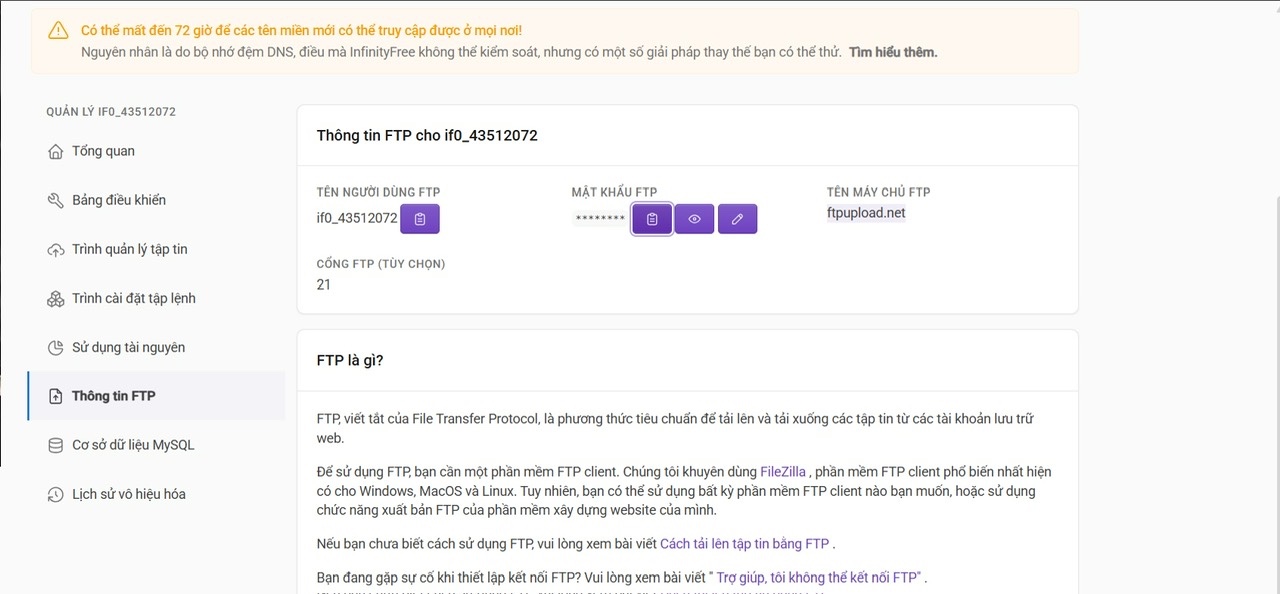 Có thể mất đến 72 giờ để các tên miền mới có thể truy cập được ở mọi nơi!
Nguyên nhân là do bộ nhớ đệm DNS, điều mà InfinityFree không thể kiểm soát, nhưng có một số giải pháp thay thế bạn có thể thử. Tìm hiểu thêm.
QUẢN LÝ IF0_43512072
Tổng quan
Bảng điều khiển
Trình quản lý tập tin
Trình cài đặt tập lệnh
Sử dụng tài nguyên
Thông tin FTP
Cơ sở dữ liệu MySQL
Lịch sử vô hiệu hóa
Thông tin FTP cho if0_43512072
TÊN NGƯỜI DÙNG FTP
if0_43512072
MẬT KHẨU FTP
********
TÊN MÁY CHỦ FTP
ftpupload.net
CỔNG FTP (TÙY CHỌN)
21
FTP là gì?
FTP, viết tắt của File Transfer Protocol, là phương thức tiêu chuẩn để tải lên và tải xuống các tập tin từ các tài khoản lưu trữ
web.
Để sử dụng FTP, bạn cần một phần mềm FTP client. Chúng tôi khuyên dùng FileZilla , phần mềm FTP client phổ biến nhất hiện
có cho Windows, MacOS và Linux. Tuy nhiên, bạn có thể sử dụng bất kỳ phần mềm FTP client nào bạn muốn, hoặc sử dụng
chức năng xuất bản FTP của phần mềm xây dựng website của mình.
Nếu bạn chưa biết cách sử dụng FTP, vui lòng xem bài viết Cách tải lên tập tin bằng FTP .
Bạn đang gặp sự cố khi thiết lập kết nối FTP? Vui lòng xem bài viết " Trợ giúp, tôi không thể kết nối FTP" .